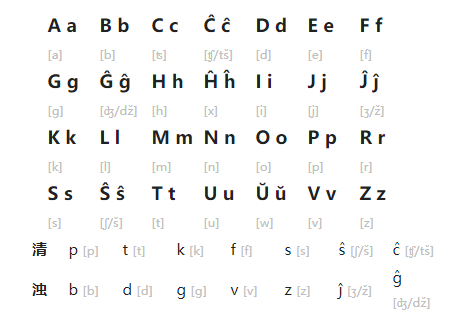 A a B b C c Ĉ ĉ D d E e F f
[a] [b] [ʦ] [ʧ/tš] [d] [e] [f]
G g Ĝ ĝ H h Ĥ ĥ I i J j Ĵ ĵ
[g] [ʤ/dž] [h] [x] [i] [j] [ʒ/ž]
K k L l M m N n O o P p R r
[k] [l] [m] [n] [o] [p] [r]
S s Ŝ ŝ T t U u Ŭ ŭ V v Z z
[s] [ʃ/š] [t] [u] [w] [v] [z]
清 p [p] t [t] k [k] f [f] s [s] ŝ [ʃ/š] ĉ [ʧ/tš]
浊 b [b] d [d] g [g] v [v] z [z] ĵ [ʒ/ž] ĝ [ʤ/dž]